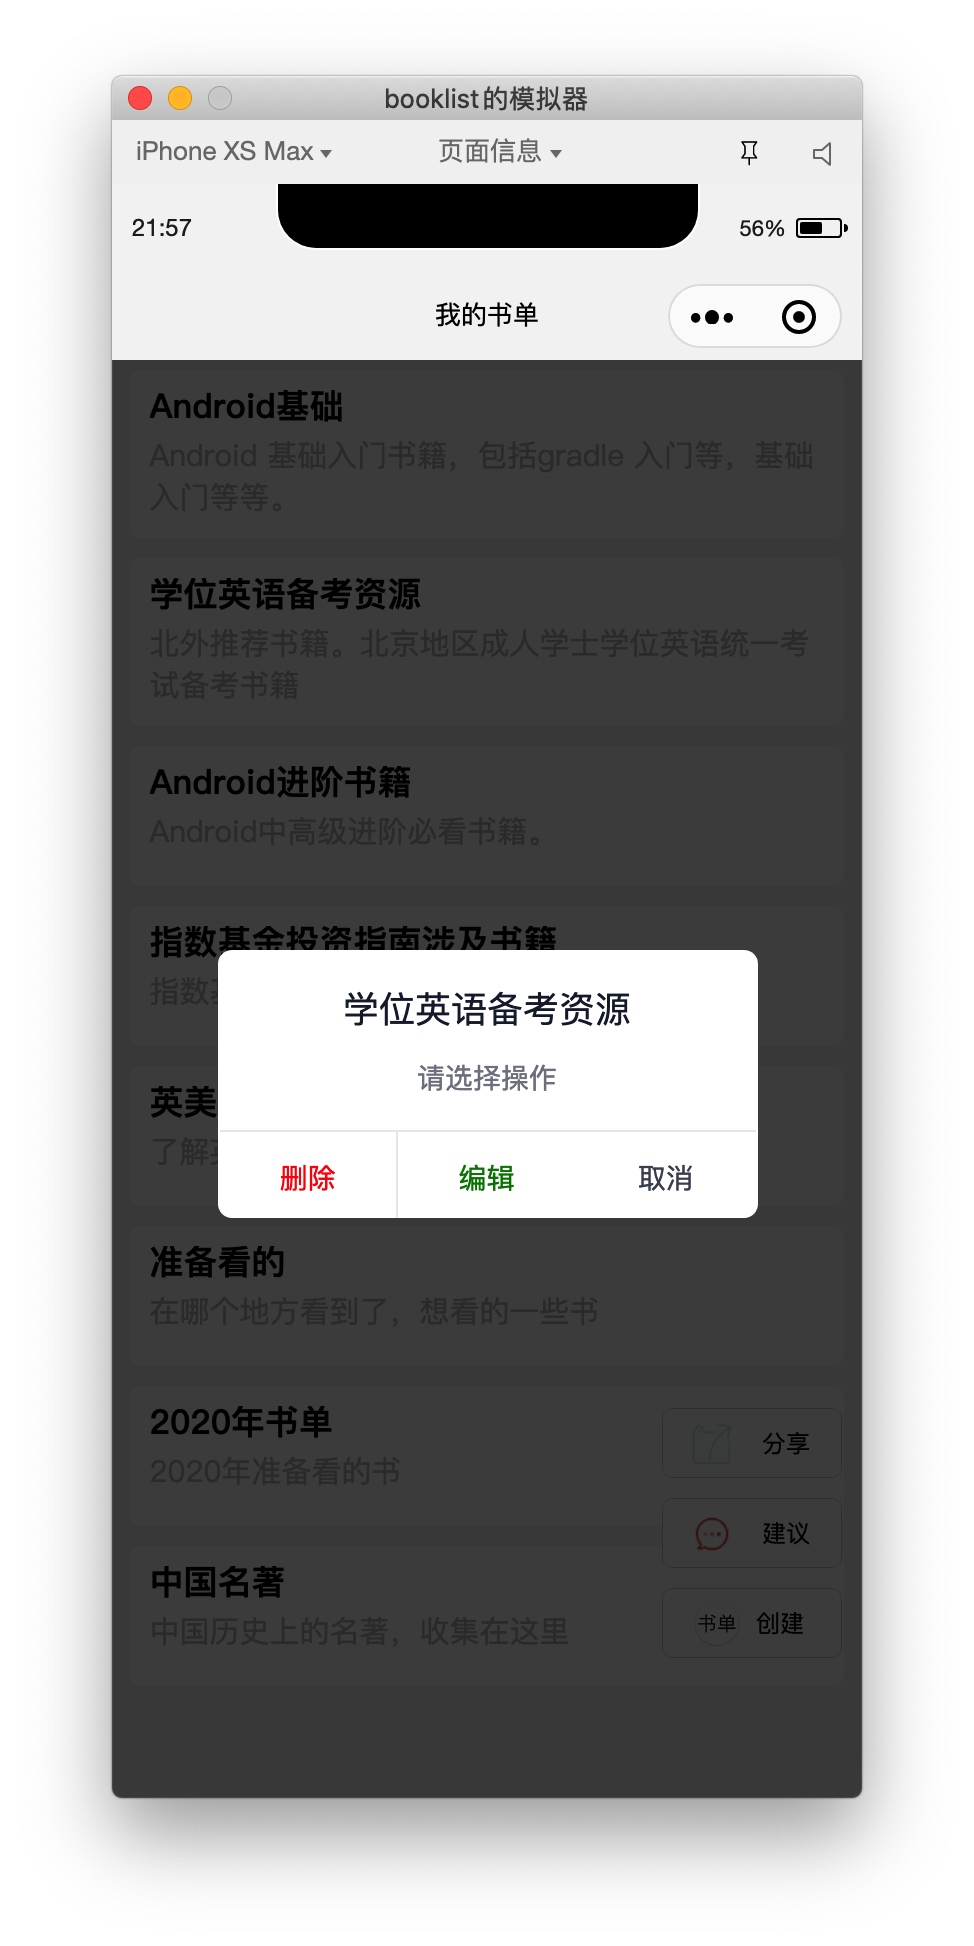 booklist的模拟器
iPhone XS Max
页面信息
21:57
56%
我的书单
Android基础
Android 基础入门书籍，包括gradle 入门等，基础
入门等等。
学位英语备考资源
北外推荐书籍。北京地区成人学士学位英语统一考
试备考书籍
Android进阶书籍
Android中高级进阶必看书籍。
指数基金投资指南涉及书籍
指数
学位英语备考资源
请选择操作
删除
编辑
取消
英美
了解
准备看的
在哪个地方看到了，想看的一些书
2020年书单
2020年准备看的书
分享
建议
中国名著
中国历史上的名著，收集在这里
书单
创建